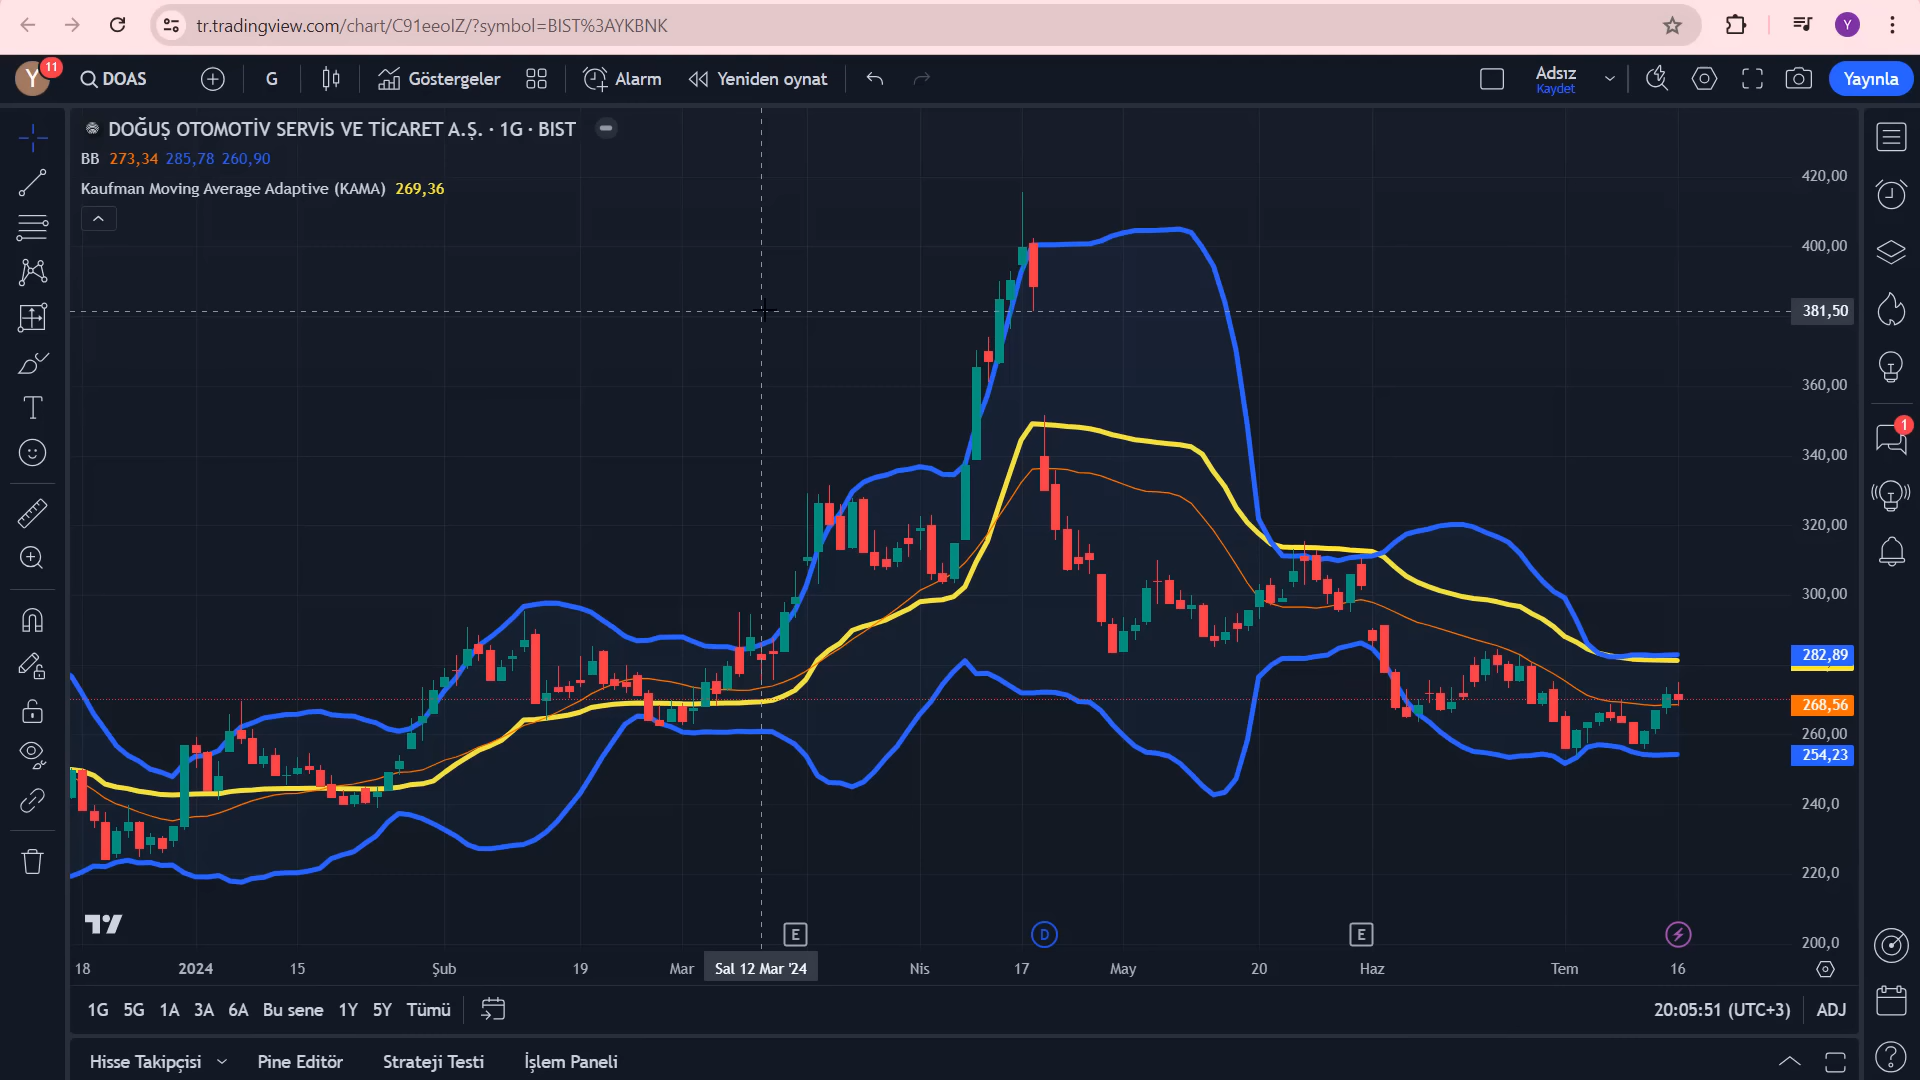 tr.tradingview.com/chart/C91eeoIZ/?symbol=BIST%3AYKBNK
Y
Y
11
DOAS
G
Göstergeler
Alarm
Yeniden oynat
Adsız
Kaydet
Yayınla
DOĞUŞ OTOMOTİV SERVİS VE TİCARET A.Ş. · 1G · BIST
BB 273,34 285,78 260,90
Kaufman Moving Average Adaptive (KAMA) 269,36
420,00
400,00
381,50
360,00
340,00
320,00
300,00
282,89
268,56
260,00
254,23
240,0
220,0
200,0
1
E
D
E
18
2024
15
Şub
19
Mar
Sal 12 Mar '24
Nis
17
May
20
Haz
Tem
16
1G 5G 1A 3A 6A Bu sene 1Y 5Y Tümü
20:05:51 (UTC+3)
ADJ
Hisse Takipçisi
Pine Editör
Strateji Testi
İşlem Paneli